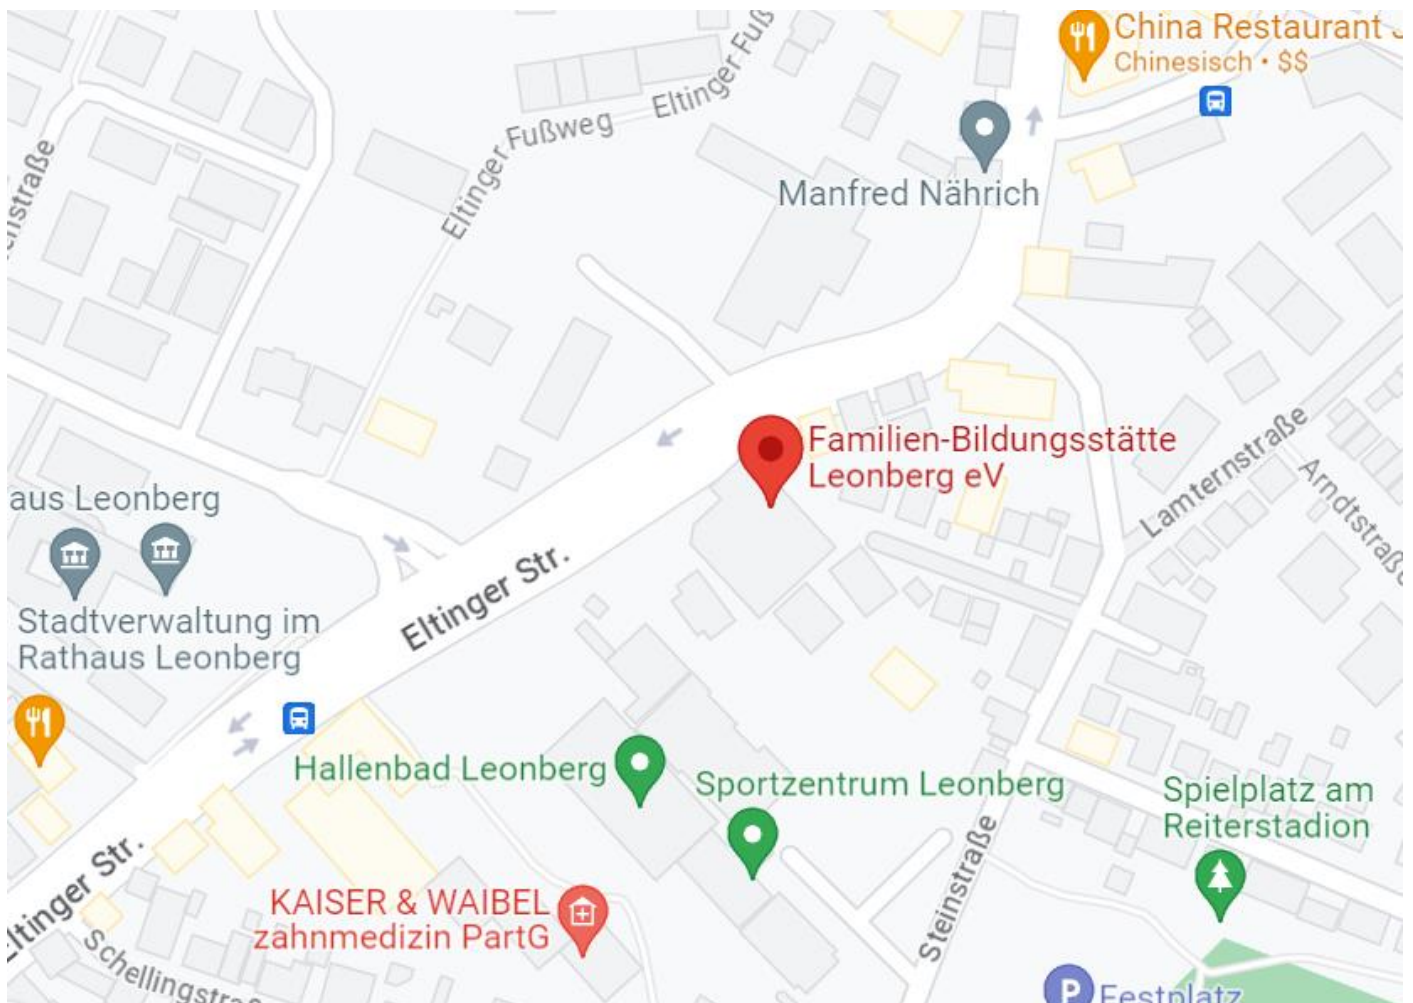 China Restaurant
Chinesisch • $$
Eltinger Fuß
Eltinger Fußweg
Manfred Nährich
Familien-Bildungsstätte
Leonberg eV
Lamternstraße
Arndtstraße
aus Leonberg
Eltinger Str.
Stadtverwaltung im
Rathaus Leonberg
Hallenbad Leonberg
Sportzentrum Leonberg
Spielplatz am
Reiterstadion
Eltinger Str.
Steinstraße
KAISER & WAIBEL
zahnmedizin PartG
Schellingstraß
P Festplatz